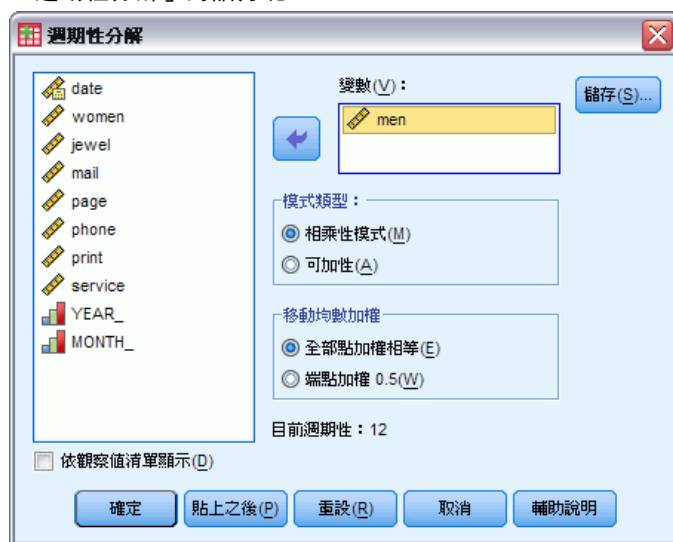 週期性分解
date
women
jewel
mail
page
phone
print
service
YEAR_
MONTH_
依觀察值清單顯示(D)
變數(V)：
men
儲存(S)...
模式類型：
相乘性模式(M)
可加性(A)
移動均數加權
全部點加權相等(E)
端點加權 0.5(W)
目前週期性：12
確定
貼上之後(P)
重設(R)
取消
輔助說明